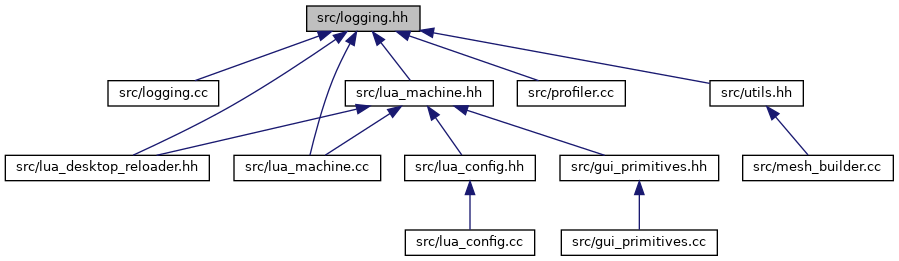 src/logging.hh
src/logging.cc
src/lua_machine.hh
src/profiler.cc
src/utils.hh
src/lua_desktop_reloader.hh
src/lua_machine.cc
src/lua_config.hh
src/gui_primitives.hh
src/mesh_builder.cc
src/lua_config.cc
src/gui_primitives.cc